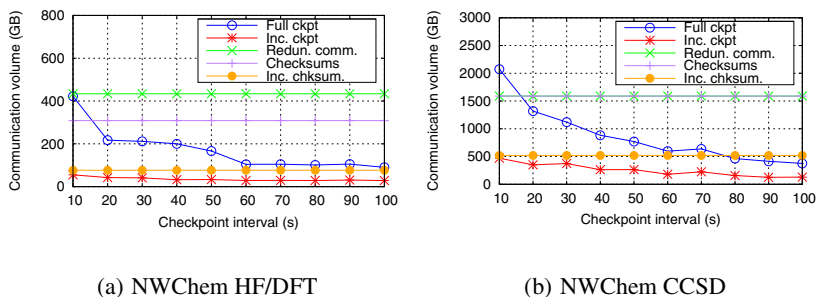 Communication volume (GB)
800
600
400
200
0
Full ckpt
Inc. ckpt
Redun. comm.
Checksums
Inc. chksum.
10 20 30 40 50 60 70 80 90 100
Checkpoint interval (s)
(a) NWChem HF/DFT
Communication volume (GB)
3000
2500
2000
1500
1000
500
0
Full ckpt
Inc. ckpt
Redun. comm.
Checksums
Inc. chksum.
10 20 30 40 50 60 70 80 90 100
Checkpoint interval (s)
(b) NWChem CCSD